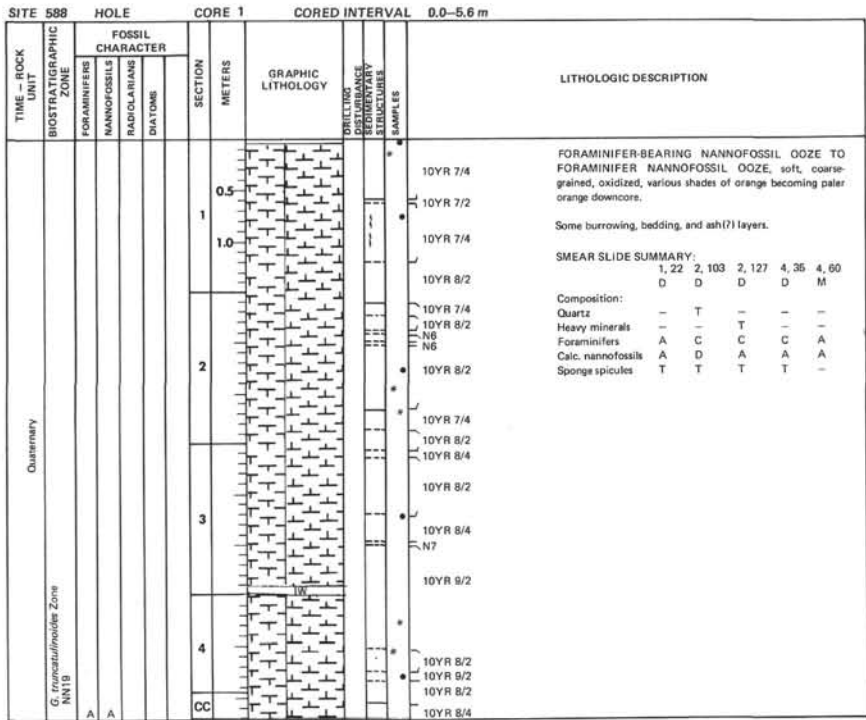 SITE 588 HOLE CORE 1 CORED INTERVAL 0.0–5.6 m
TIME – ROCK UNIT
BIOSTRATIGRAPHIC ZONE
FOSSIL CHARACTER
FORAMINIFERS
NANNOFOSSILS
RADIOLARIANS
DIATOMS
SECTION
METERS
GRAPHIC LITHOLOGY
DRILLING DISTURBANCE
SEDIMENTARY STRUCTURES
SAMPLES
LITHOLOGIC DESCRIPTION
Quaternary
G. truncatulinoides Zone
NN19
A A
1
0.5
1.0
2
3
4
CC
IW
10YR 7/4
10YR 7/2
10YR 7/4
10YR 8/2
10YR 7/4
10YR 8/2
N6
N6
10YR 8/2
10YR 7/4
10YR 8/2
10YR 8/4
10YR 8/2
10YR 8/4
N7
10YR 9/2
10YR 8/2
10YR 9/2
10YR 8/2
10YR 8/4
FORAMINIFER-BEARING NANNOFOSSIL OOZE TO
FORAMINIFER NANNOFOSSIL OOZE, soft, coarse-
grained, oxidized, various shades of orange becoming paler
orange downcore.
Some burrowing, bedding, and ash(?) layers.
SMEAR SLIDE SUMMARY:
1, 22 2, 103 2, 127 4, 35 4, 60
D D D D M
Composition:
Quartz – T – – –
Heavy minerals – – T – –
Foraminifers A C C C A
Calc. nannofossils A D A A A
Sponge spicules T T T T –